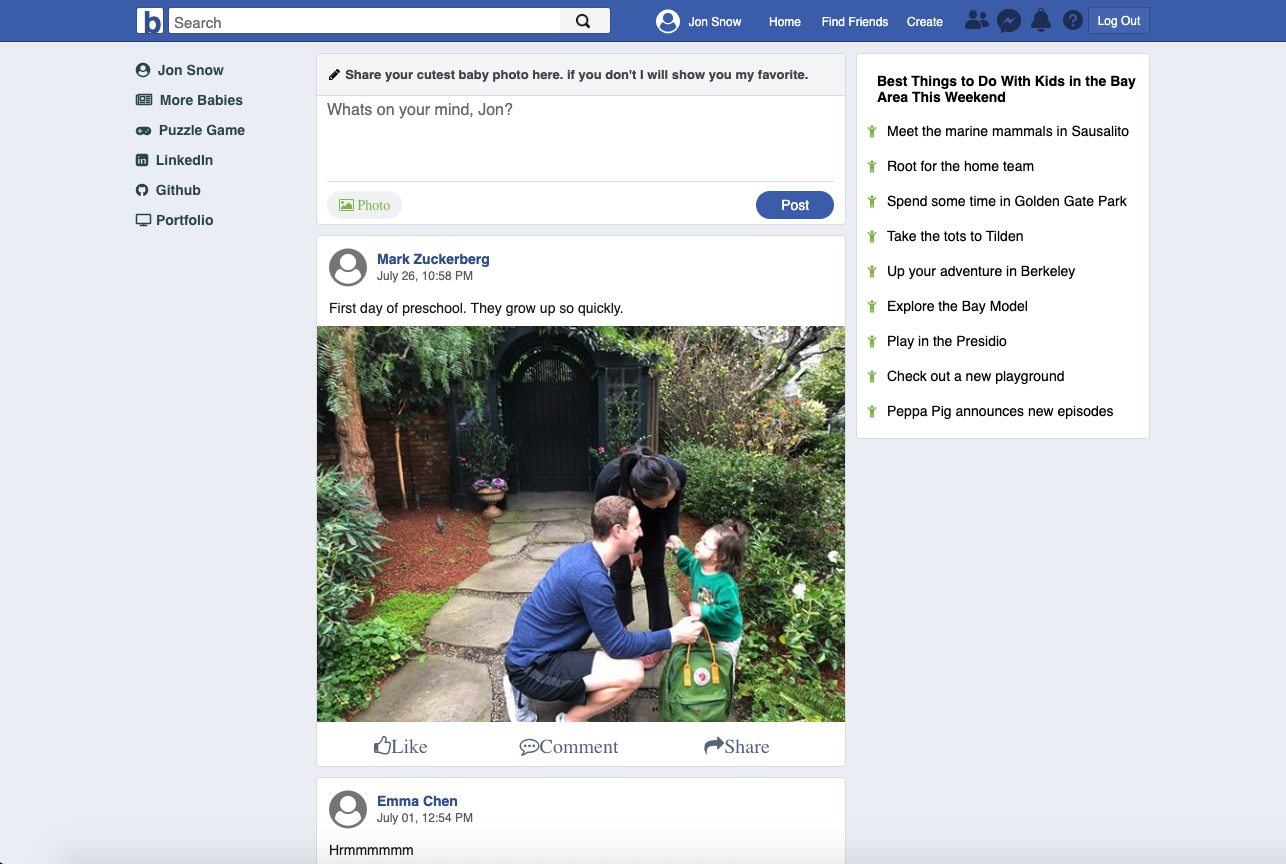 b
Search
Jon Snow
Home
Find Friends
Create
Log Out
Jon Snow
More Babies
Puzzle Game
LinkedIn
Github
Portfolio
Share your cutest baby photo here. if you don't I will show you my favorite.
Whats on your mind, Jon?
Photo
Post
Mark Zuckerberg
July 26, 10:58 PM
First day of preschool. They grow up so quickly.
Like
Comment
Share
Emma Chen
July 01, 12:54 PM
Hrmmmmmm
Best Things to Do With Kids in the Bay
Area This Weekend
Meet the marine mammals in Sausalito
Root for the home team
Spend some time in Golden Gate Park
Take the tots to Tilden
Up your adventure in Berkeley
Explore the Bay Model
Play in the Presidio
Check out a new playground
Peppa Pig announces new episodes